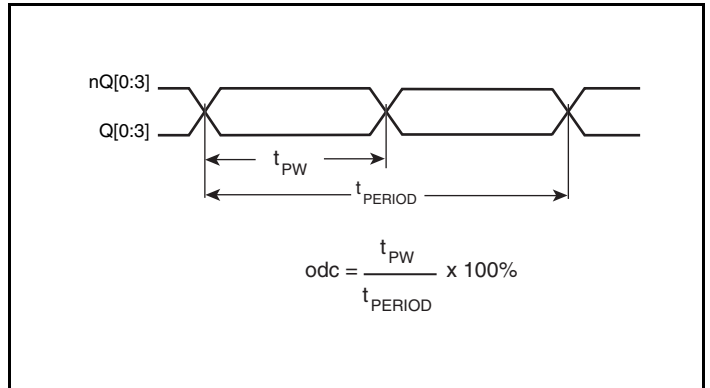 nQ[0:3]
Q[0:3]
tPW
tPERIOD
odc = tPW / tPERIOD x 100%